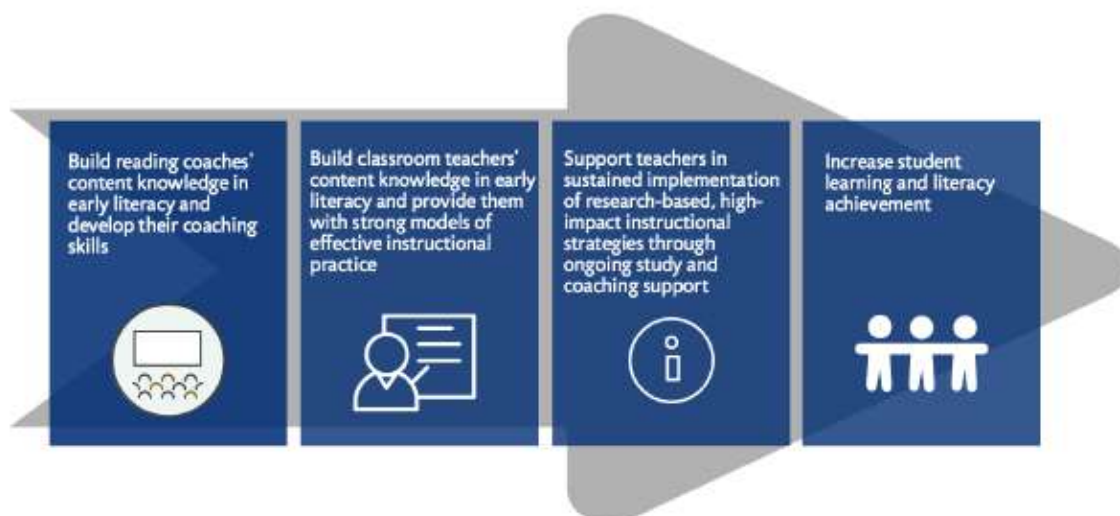 Build reading coaches'
content knowledge in
early literacy and
develop their coaching
skills
Build classroom teachers'
content knowledge in early
literacy and provide them
with strong models of
effective instructional
practice
Support teachers in
sustained implementation
of research-based, high-
impact instructional
strategies through
ongoing study and
coaching support
Increase student
learning and literacy
achievement